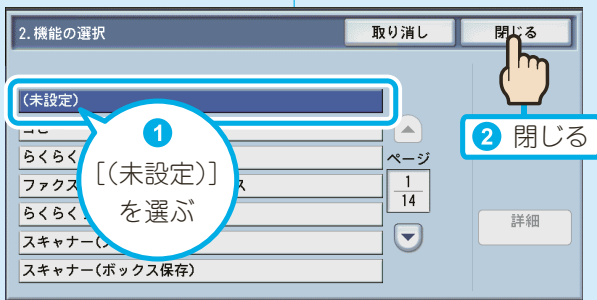 2.機能の選択
取り消し
閉じる
(未設定)
らくらく
ファクス
ス
らくらく
スキャナー(
スキャナー(ボックス保存)
ページ
1
14
詳細
1
[(未設定)]
を選ぶ
2 閉じる